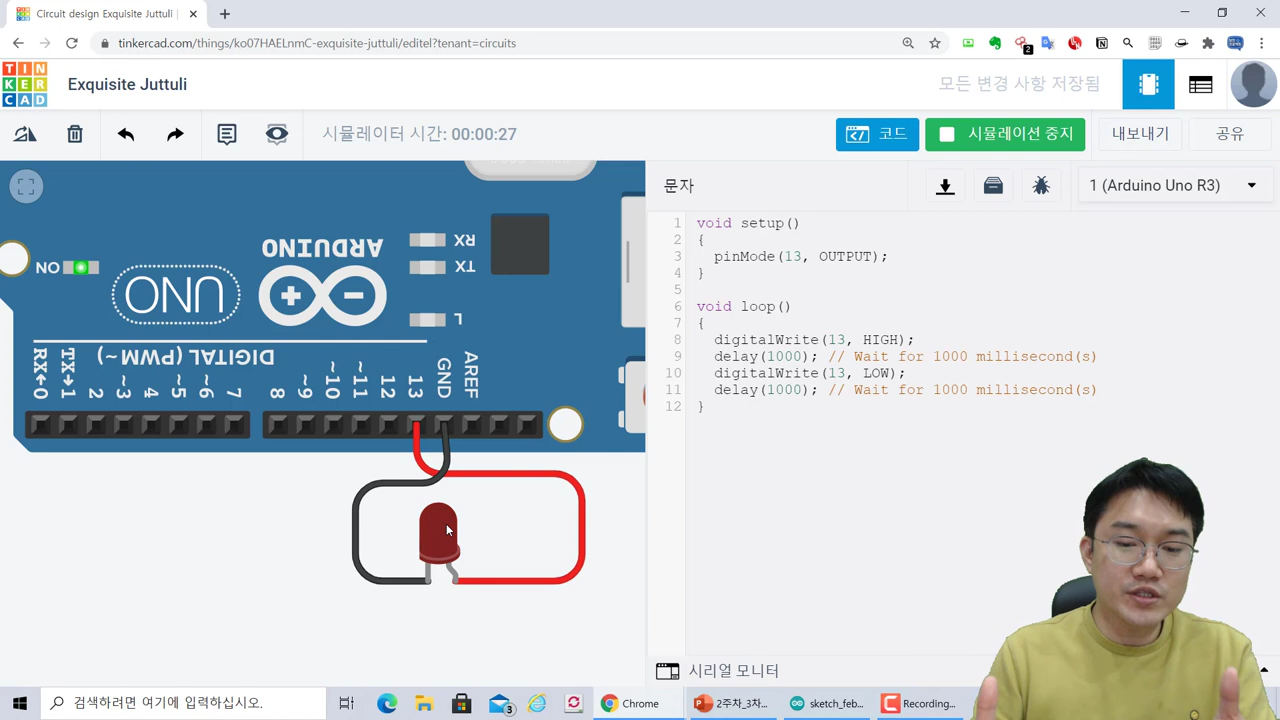 Circuit design Exquisite Juttuli
tinkercad.com/things/ko07HAELnmC-exquisite-juttuli/editel?tenant=circuits
2
TIN
KER
CAD
Exquisite Juttuli
모든 변경 사항 저장됨
시뮬레이터 시간: 00:00:27
코드
시뮬레이션 중지
내보내기
공유
문자
1 (Arduino Uno R3)
ARDUINO
UNO
ON
RX
TX
L
DIGITAL (PWM ~)
RX←0
TX→1
2
~3
4
~5
~6
7
8
~9
~10
~11
12
13
GND
AREF
1 void setup()
2 {
3 pinMode(13, OUTPUT);
4 }
5
6 void loop()
7 {
8 digitalWrite(13, HIGH);
9 delay(1000); // Wait for 1000 millisecond(s)
10 digitalWrite(13, LOW);
11 delay(1000); // Wait for 1000 millisecond(s)
12 }
시리얼 모니터
검색하려면 여기에 입력하십시오.
3
Chrome
2주차_3차...
sketch_feb...
Recording...